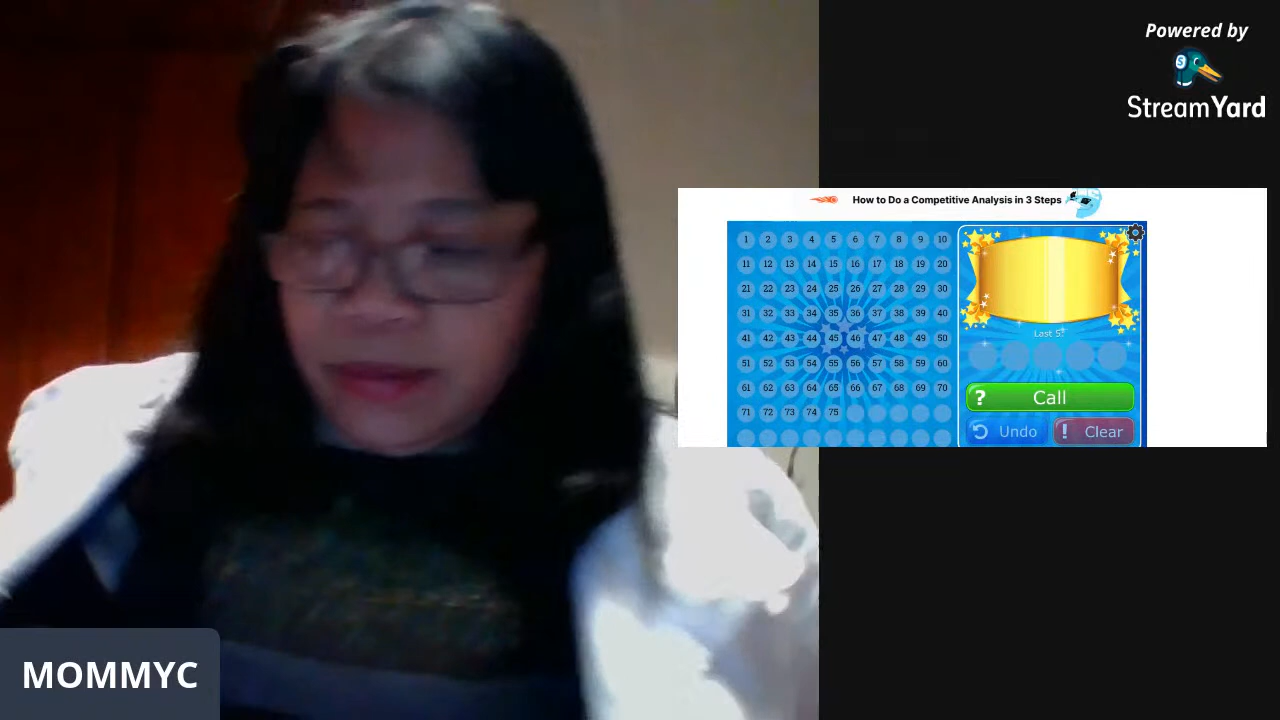 Powered by
StreamYard
How to Do a Competitive Analysis in 3 Steps
1 2 3 4 5 6 7 8 9 10
11 12 13 14 15 16 17 18 19 20
21 22 23 24 25 26 27 28 29 30
31 32 33 34 35 36 37 38 39 40
41 42 43 44 45 46 47 48 49 50
51 52 53 54 55 56 57 58 59 60
61 62 63 64 65 66 67 68 69 70
71 72 73 74 75
Last 5:
? Call
Undo ! Clear
MOMMYC